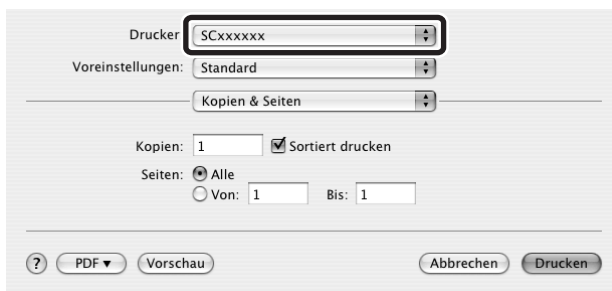 Drucker SCxxxxxx
Voreinstellungen: Standard
Kopien & Seiten
Kopien: 1 Sortiert drucken
Seiten: Alle
Von: 1 Bis: 1
? PDF▼ Vorschau Abbrechen Drucken